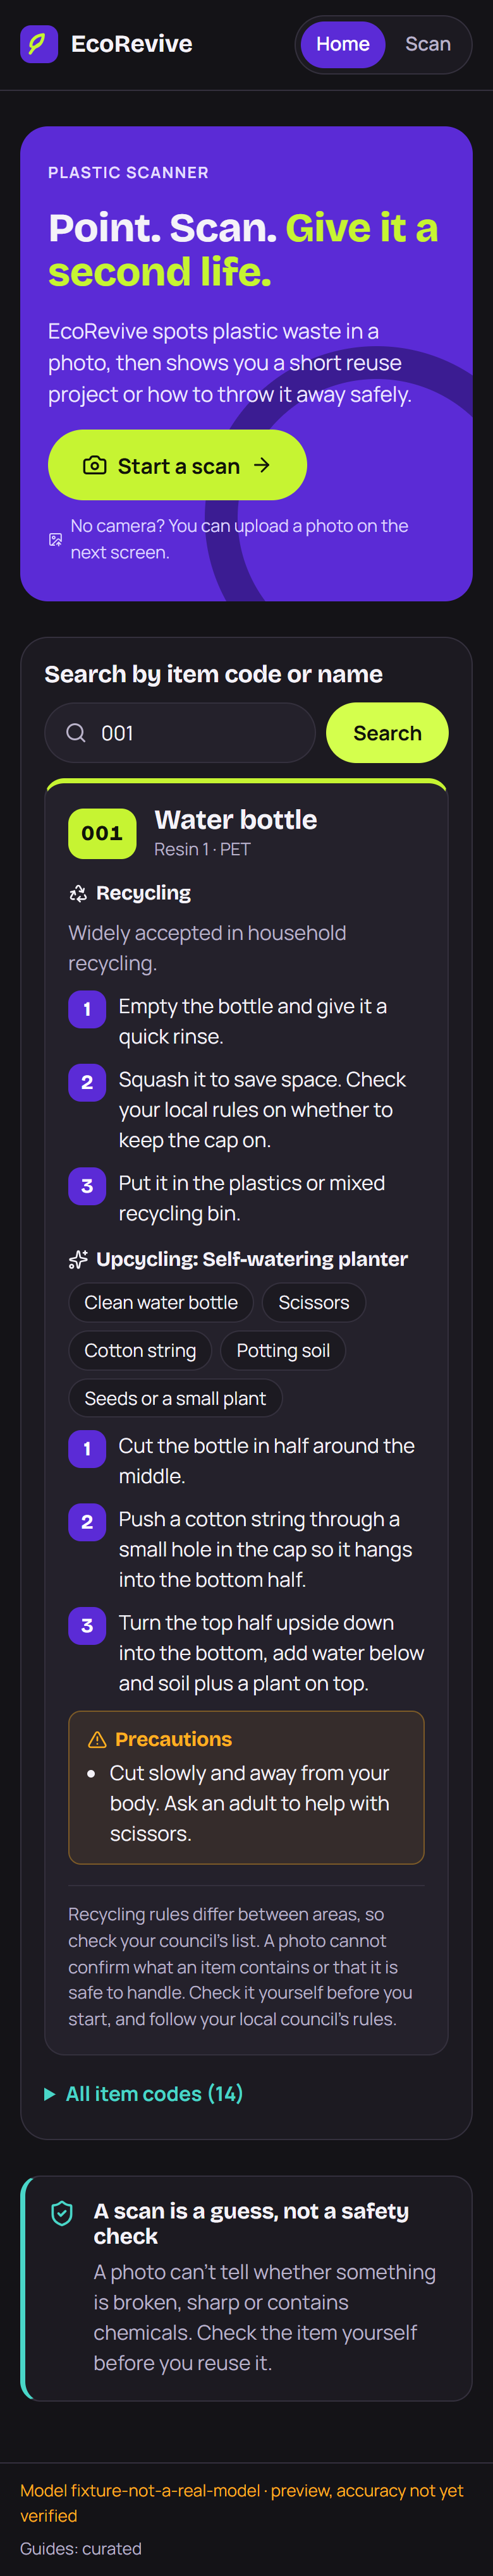 EcoRevive
Home
Scan
PLASTIC SCANNER
Point. Scan. Give it a
second life.
EcoRevive spots plastic waste in a
photo, then shows you a short reuse
project or how to throw it away safely.
Start a scan
No camera? You can upload a photo on the
next screen.
Search by item code or name
001
Search
001
Water bottle
Resin 1 · PET
Recycling
Widely accepted in household
recycling.
1
Empty the bottle and give it a
quick rinse.
2
Squash it to save space. Check
your local rules on whether to
keep the cap on.
3
Put it in the plastics or mixed
recycling bin.
Upcycling: Self-watering planter
Clean water bottle
Scissors
Cotton string
Potting soil
Seeds or a small plant
1
Cut the bottle in half around the
middle.
2
Push a cotton string through a
small hole in the cap so it hangs
into the bottom half.
3
Turn the top half upside down
into the bottom, add water below
and soil plus a plant on top.
Precautions
• Cut slowly and away from your
body. Ask an adult to help with
scissors.
Recycling rules differ between areas, so
check your council's list. A photo cannot
confirm what an item contains or that it is
safe to handle. Check it yourself before you
start, and follow your local council's rules.
All item codes (14)
A scan is a guess, not a safety
check
A photo can't tell whether something
is broken, sharp or contains
chemicals. Check the item yourself
before you reuse it.
Model fixture-not-a-real-model · preview, accuracy not yet
verified
Guides: curated